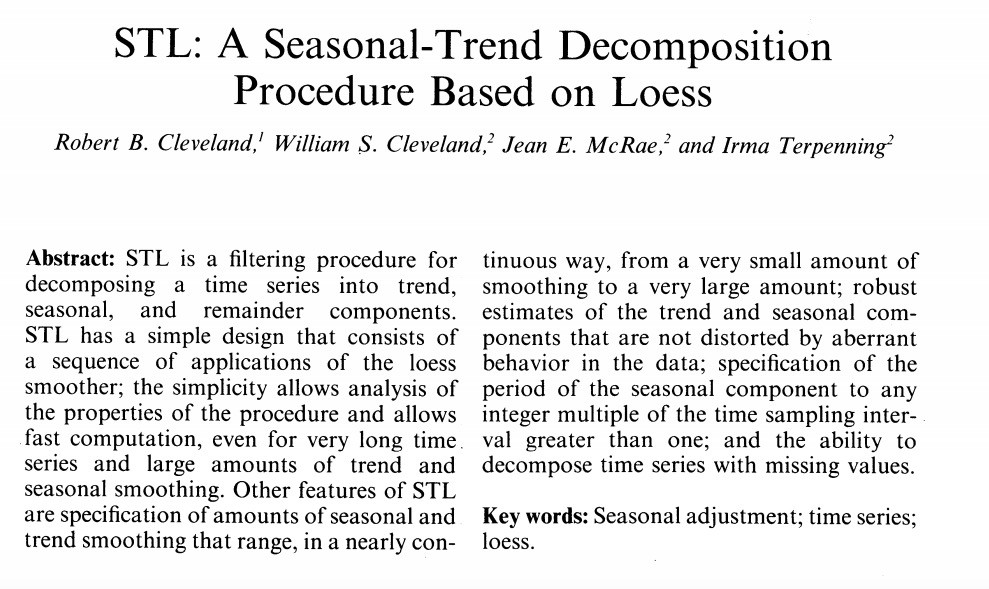 STL: A Seasonal-Trend Decomposition
Procedure Based on Loess
Robert B. Cleveland,¹ William S. Cleveland,² Jean E. McRae,² and Irma Terpenning²
Abstract: STL is a filtering procedure for
decomposing a time series into trend,
seasonal, and remainder components.
STL has a simple design that consists of
a sequence of applications of the loess
smoother; the simplicity allows analysis of
the properties of the procedure and allows
fast computation, even for very long time
series and large amounts of trend and
seasonal smoothing. Other features of STL
are specification of amounts of seasonal and
trend smoothing that range, in a nearly con-
tinuous way, from a very small amount of
smoothing to a very large amount; robust
estimates of the trend and seasonal com-
ponents that are not distorted by aberrant
behavior in the data; specification of the
period of the seasonal component to any
integer multiple of the time sampling inter-
val greater than one; and the ability to
decompose time series with missing values.
Key words: Seasonal adjustment; time series;
loess.